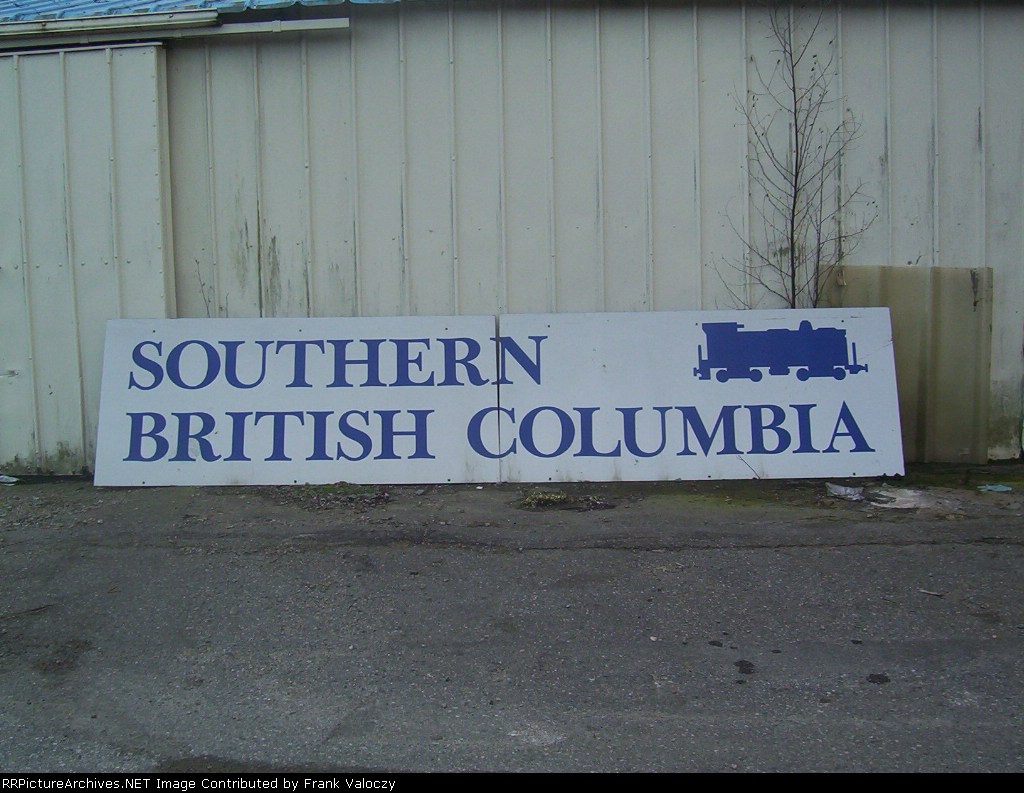 SOUTHERN
BRITISH COLUMBIA
RRPictureArchives.NET Image Contributed by Frank Valoczy